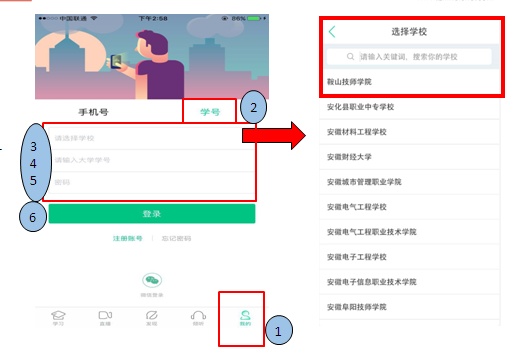 中国联通 下午2:58 86%
手机号 学号 2
请选择学校 3
请输入大学学号 4
密码 5
登录 6
注册账号 | 忘记密码
微信登录
学习 直播 发现 倾听 我的 1
选择学校
请输入关键词，搜索你的学校
鞍山技师学院
安化县职业中专学校
安徽材料工程学校
安徽财经大学
安徽城市管理职业学院
安徽电气工程学校
安徽电气工程职业技术学院
安徽电子工程学校
安徽电子信息职业技术学院
安徽阜阳技师学院